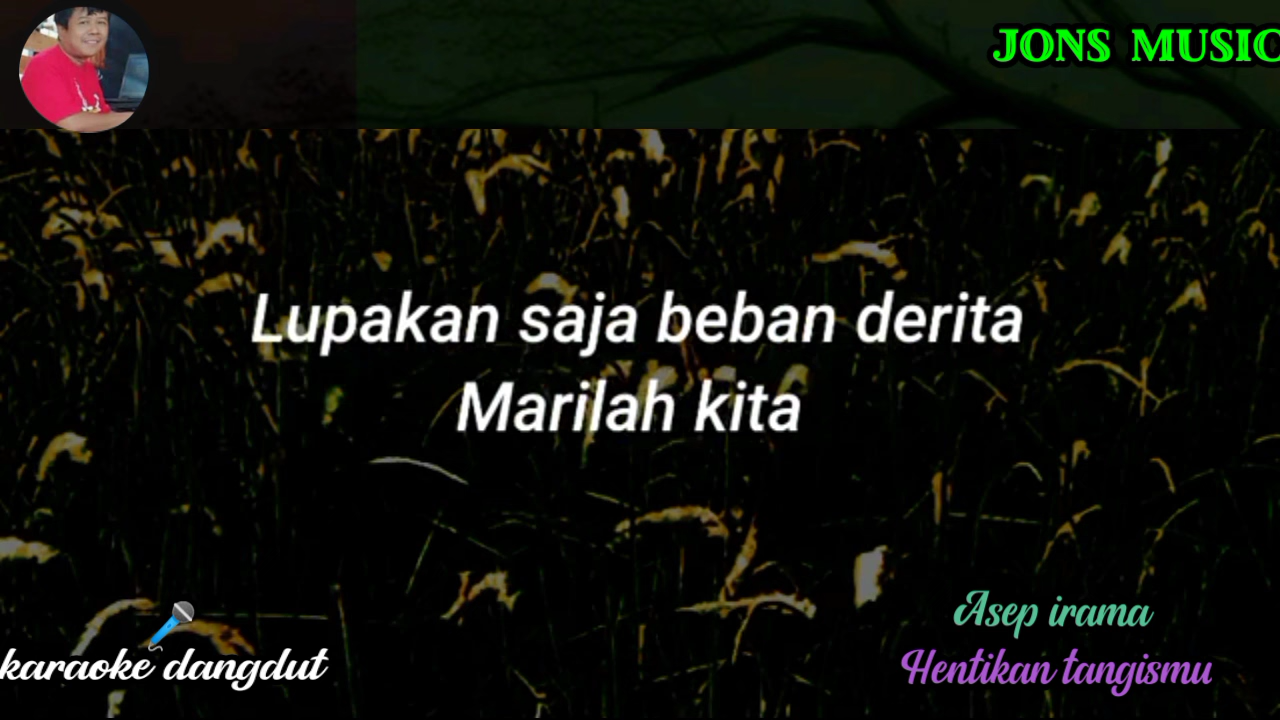 JONS MUSIC
Lupakan saja beban derita
Marilah kita
Asep irama
karaoke dangdut
Hentikan tangismu